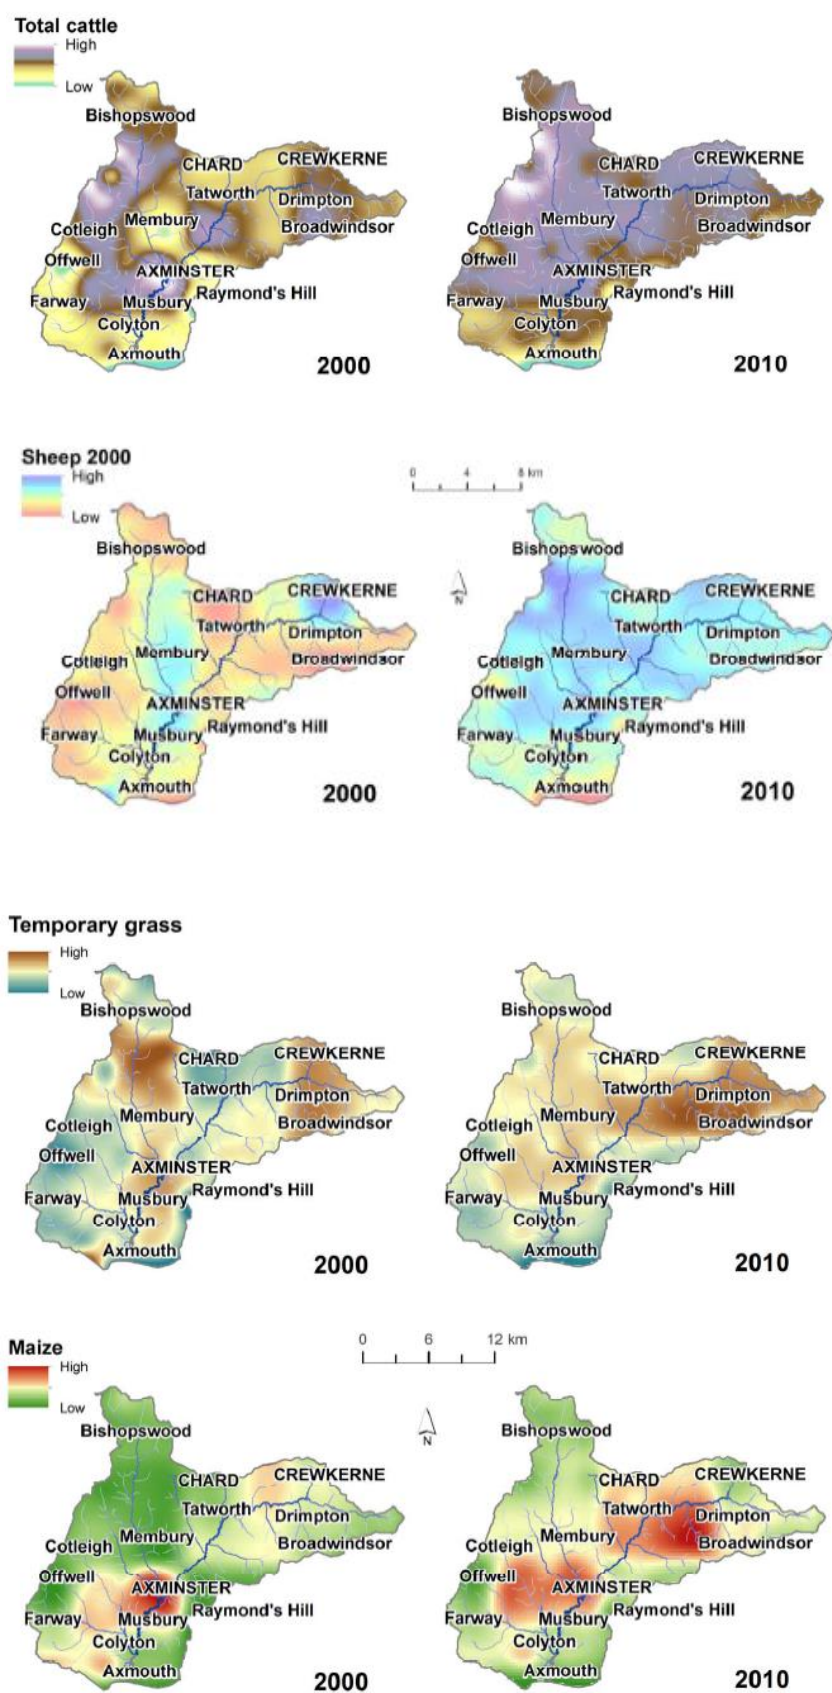 Total cattle
High
Low
Bishopswood
CHARD
CREWKERNE
Tatworth
Drimpton
Membury
Broadwindsor
Cotleigh
Offwell
AXMINSTER
Farway
Musbury
Raymond's Hill
Colyton
Axmouth
2000
Bishopswood
CHARD
CREWKERNE
Tatworth
Drimpton
Membury
Broadwindsor
Cotleigh
Offwell
AXMINSTER
Farway
Musbury
Raymond's Hill
Colyton
Axmouth
2010
Sheep 2000
High
Low
0 4 8 km
N
Bishopswood
CHARD
CREWKERNE
Tatworth
Drimpton
Membury
Broadwindsor
Cotleigh
Offwell
AXMINSTER
Farway
Musbury
Raymond's Hill
Colyton
Axmouth
2000
Bishopswood
CHARD
CREWKERNE
Tatworth
Drimpton
Membury
Broadwindsor
Cotleigh
Offwell
AXMINSTER
Farway
Musbury
Raymond's Hill
Colyton
Axmouth
2010
Temporary grass
High
Low
Bishopswood
CHARD
CREWKERNE
Tatworth
Drimpton
Membury
Broadwindsor
Cotleigh
Offwell
AXMINSTER
Farway
Musbury
Raymond's Hill
Colyton
Axmouth
2000
Bishopswood
CHARD
CREWKERNE
Tatworth
Drimpton
Membury
Broadwindsor
Cotleigh
Offwell
AXMINSTER
Farway
Musbury
Raymond's Hill
Colyton
Axmouth
2010
Maize
High
Low
0 6 12 km
N
Bishopswood
CHARD
CREWKERNE
Tatworth
Drimpton
Membury
Broadwindsor
Cotleigh
Offwell
AXMINSTER
Farway
Musbury
Raymond's Hill
Colyton
Axmouth
2000
Bishopswood
CHARD
CREWKERNE
Tatworth
Drimpton
Membury
Broadwindsor
Cotleigh
Offwell
AXMINSTER
Farway
Musbury
Raymond's Hill
Colyton
Axmouth
2010